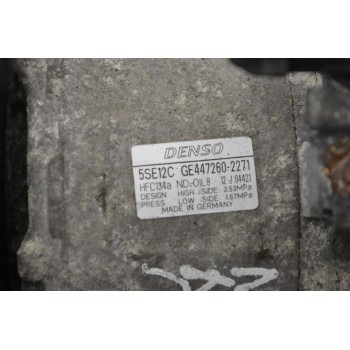 DENSO
5SE12C GE447260-2271
HFC134a ND-OIL8 12 J 04421
DESIGN HIGH SIDE 3.53MPa
PRESS LOW SIDE 1.67MPa
MADE IN GERMANY